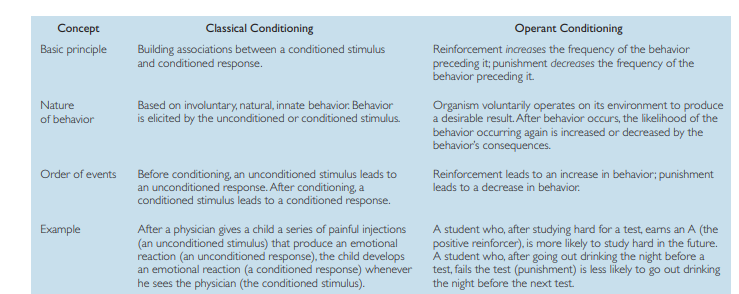 Concept Classical Conditioning Operant Conditioning
Basic principle Building associations between a conditioned stimulus Reinforcement increases the frequency of the behavior
and conditioned response. preceding it; punishment decreases the frequency of the
behavior preceding it.
Nature Based on involuntary, natural, innate behavior. Behavior Organism voluntarily operates on its environment to produce
of behavior is elicited by the unconditioned or conditioned stimulus. a desirable result. After behavior occurs, the likelihood of the
behavior occurring again is increased or decreased by the
behavior's consequences.
Order of events Before conditioning, an unconditioned stimulus leads to Reinforcement leads to an increase in behavior; punishment
an unconditioned response. After conditioning, a leads to a decrease in behavior.
conditioned stimulus leads to a conditioned response.
Example After a physician gives a child a series of painful injections A student who, after studying hard for a test, earns an A (the
(an unconditioned stimulus) that produce an emotional positive reinforcer), is more likely to study hard in the future.
reaction (an unconditioned response), the child develops A student who, after going out drinking the night before a
an emotional reaction (a conditioned response) whenever test, fails the test (punishment) is less likely to go out drinking
he sees the physician (the conditioned stimulus). the night before the next test.